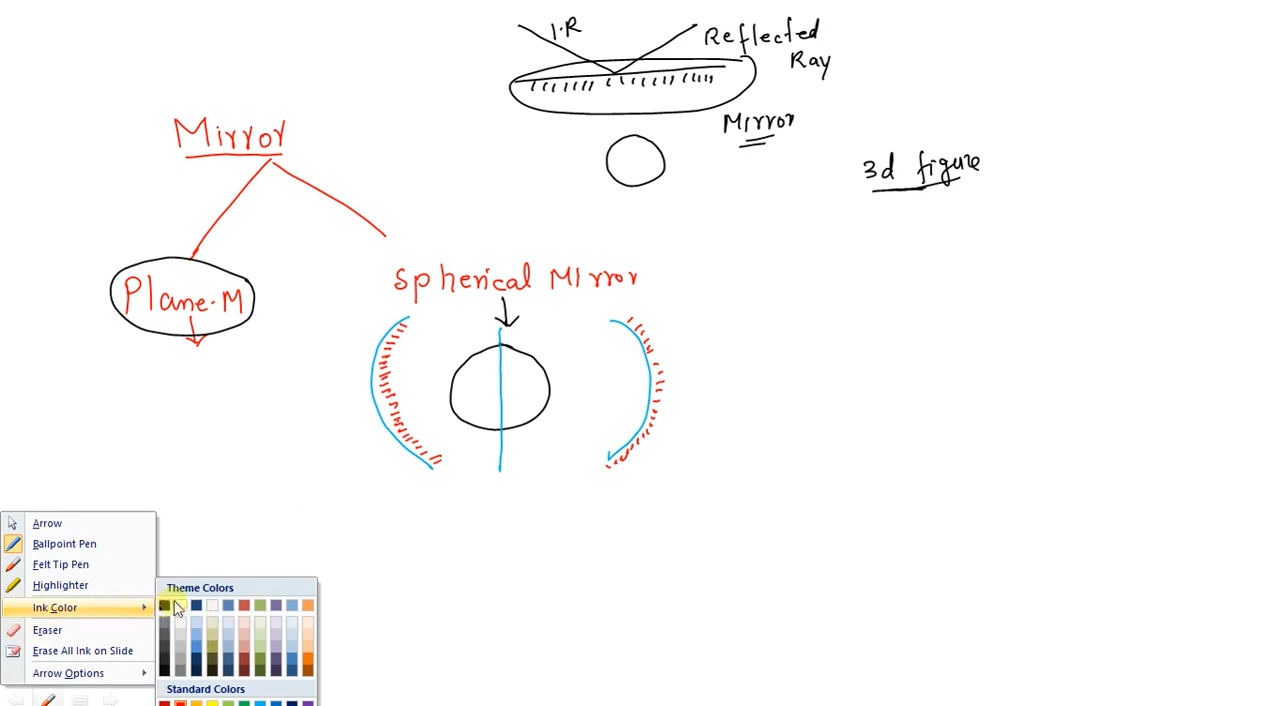 I.R
Reflected
Ray
Mirror
3d figure
Mirror
Plane-M
Spherical Mirror
Arrow
Ballpoint Pen
Felt Tip Pen
Highlighter
Ink Color
Eraser
Erase All Ink on Slide
Arrow Options
Theme Colors
Standard Colors